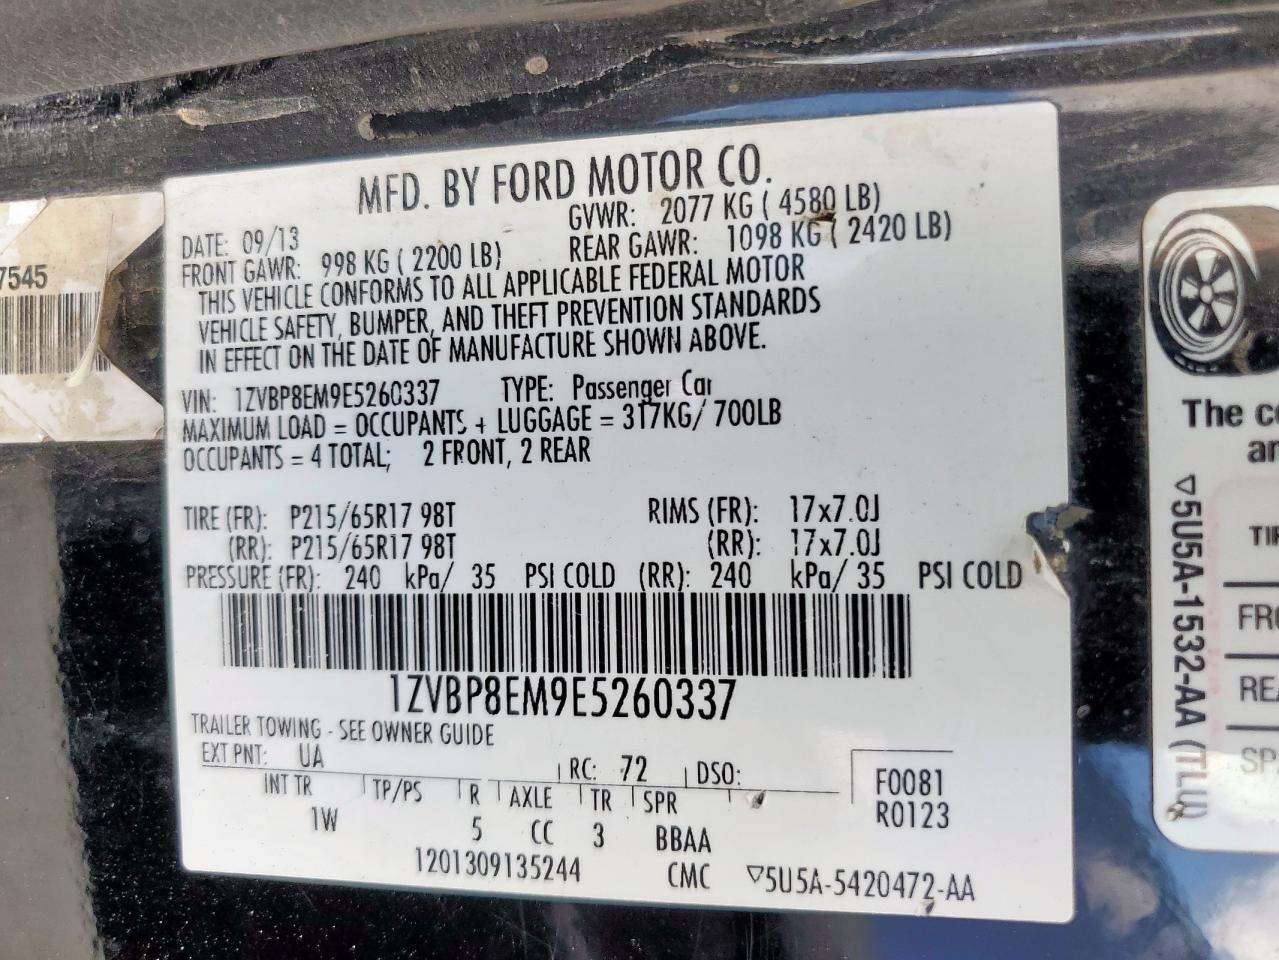 MFD. BY FORD MOTOR CO.
DATE: 09/13 GVWR: 2077 KG ( 4580 LB)
FRONT GAWR: 998 KG ( 2200 LB) REAR GAWR: 1098 KG ( 2420 LB)
THIS VEHICLE CONFORMS TO ALL APPLICABLE FEDERAL MOTOR
VEHICLE SAFETY, BUMPER, AND THEFT PREVENTION STANDARDS
IN EFFECT ON THE DATE OF MANUFACTURE SHOWN ABOVE.
VIN: 1ZVBP8EM9E5260337 TYPE: Passenger Car
MAXIMUM LOAD = OCCUPANTS + LUGGAGE = 317KG/ 700LB
OCCUPANTS = 4 TOTAL; 2 FRONT, 2 REAR
TIRE (FR): P215/65R17 98T RIMS (FR): 17x7.0J
(RR): P215/65R17 98T (RR): 17x7.0J
PRESSURE (FR): 240 kPa/ 35 PSI COLD (RR): 240 kPa/ 35 PSI COLD
1ZVBP8EM9E5260337
TRAILER TOWING - SEE OWNER GUIDE
EXT PNT: UA RC: 72 DSO:
INT TR TP/PS R AXLE TR SPR
1W 5 CC 3 BBAA
F0081
R0123
1201309135244 CMC ▽5U5A-5420472-AA
7545
The
▽5U5A-1532-AA (TLU)